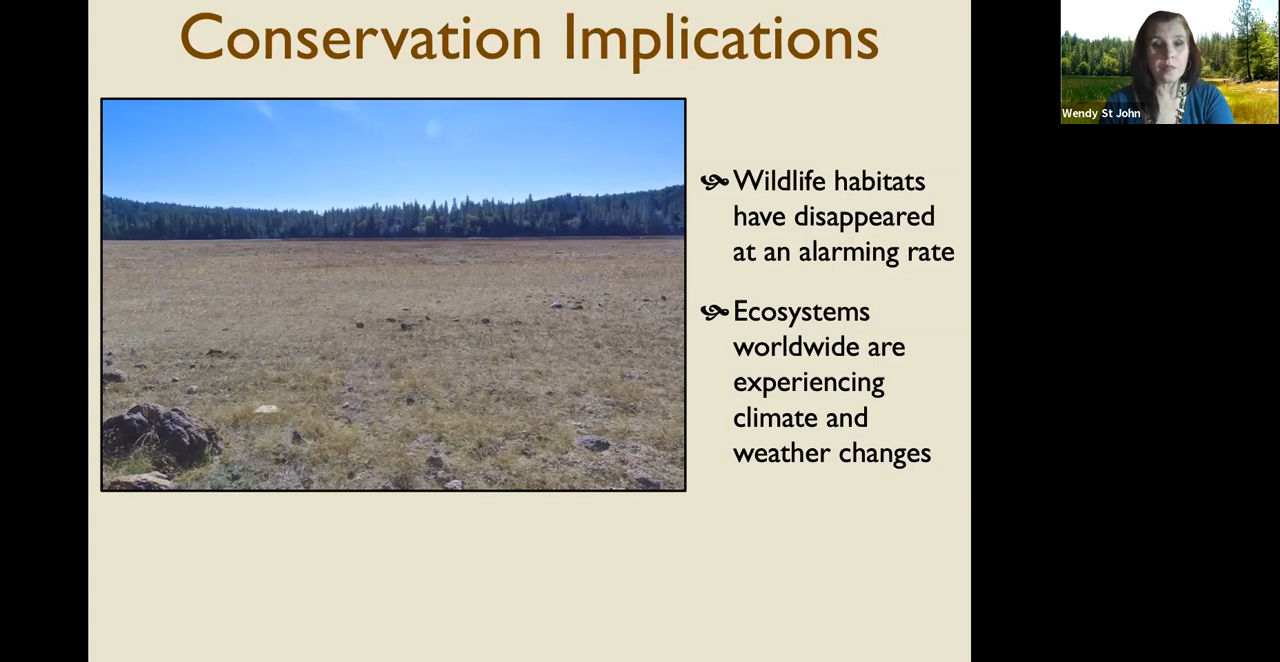 Conservation Implications
Wendy St John
Wildlife habitats
have disappeared
at an alarming rate
Ecosystems
worldwide are
experiencing
climate and
weather changes